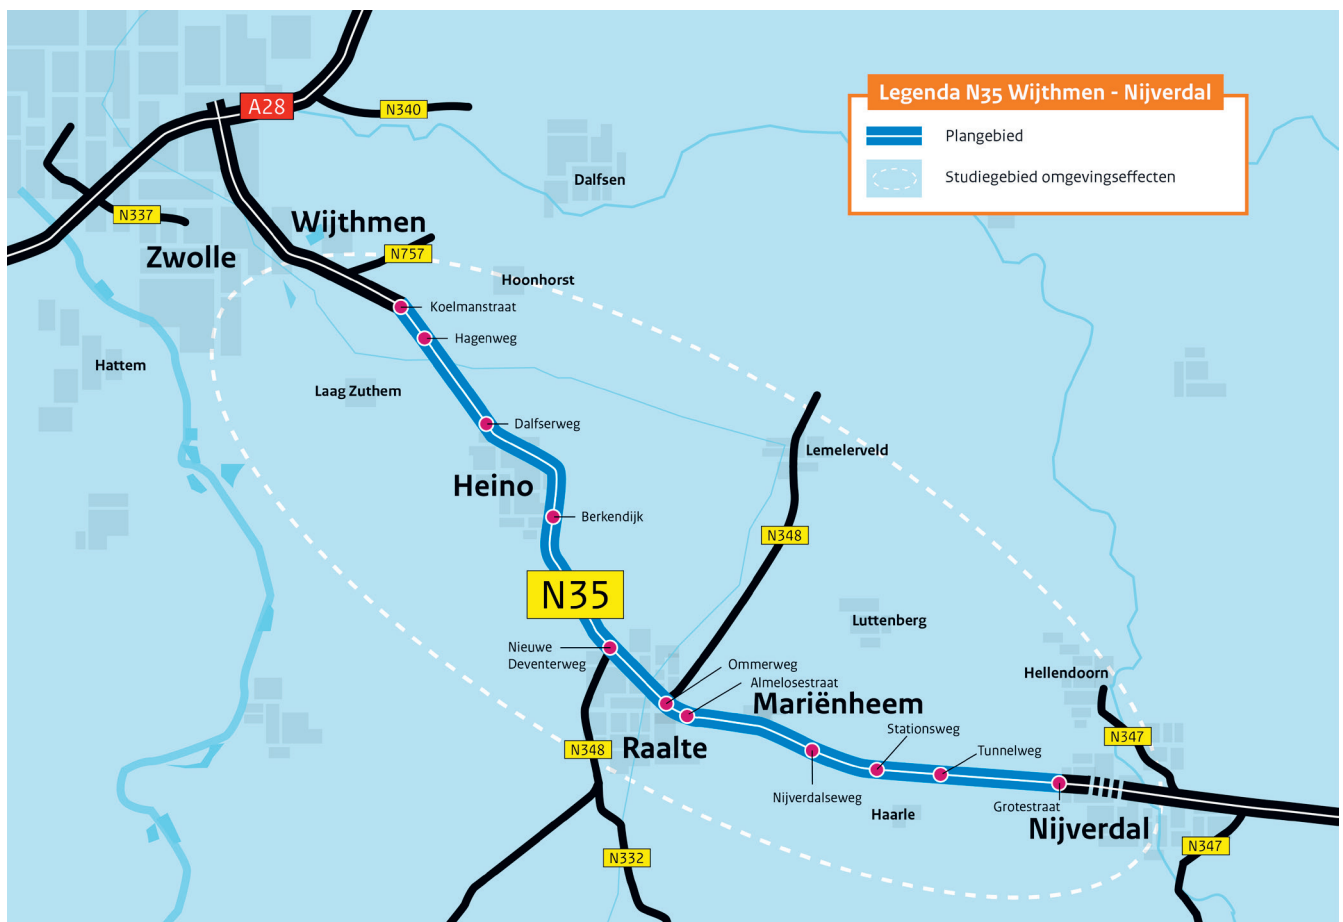 Legenda N35 Wijthmen - Nijverdal
Plangebied
Studiegebied omgevingseffecten
A28
N340
Dalfsen
N337
Wijthmen
Zwolle
N757
Hoonhorst
Koelmanstraat
Hagenweg
Hattem
Laag Zuthem
Dalfserweg
Lemelerveld
Heino
Berkendijk
N348
N35
Luttenberg
Nieuwe
Deventerweg
Ommerweg
Hellendoorn
Almelosestraat
Mariënheem
Stationsweg
N347
Raalte
N348
Tunnelweg
Nijverdalseweg
Grotestraat
Haarle
Nijverdal
N347
N332